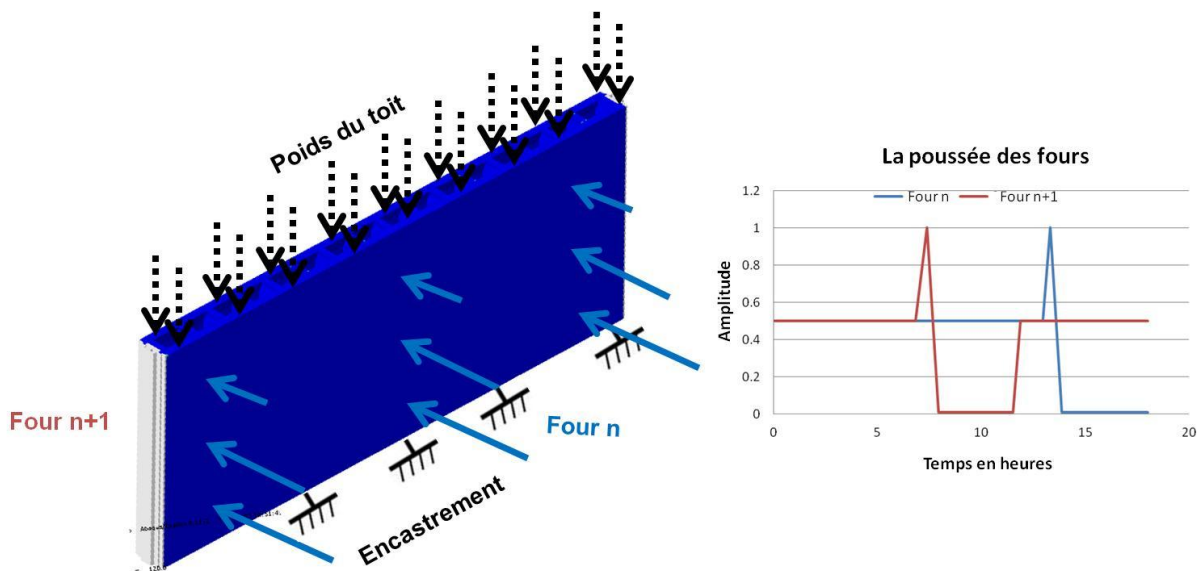 Poids du toit
Four n+1
Four n
Encastrement
La poussée des fours
Four n
Four n+1
Amplitude
1.2
1
0.8
0.6
0.4
0.2
0
0
5
10
15
20
Temps en heures